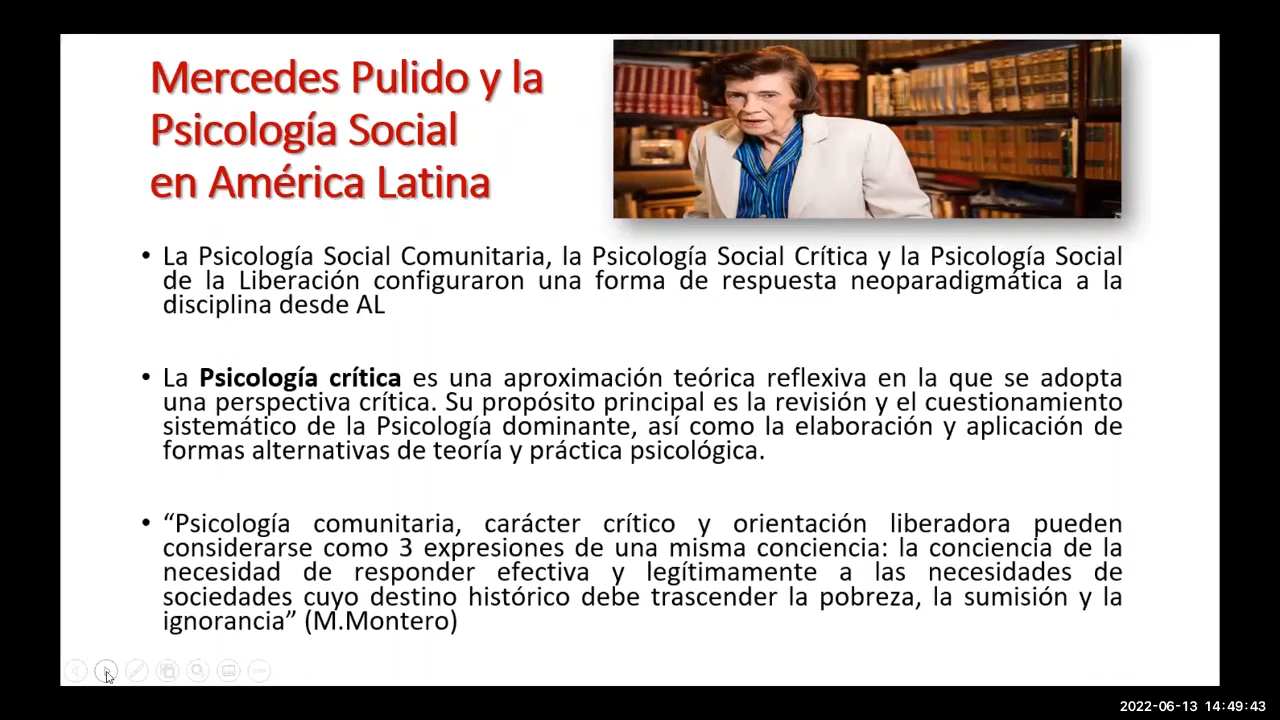 Mercedes Pulido y la
Psicología Social
en América Latina
• La Psicología Social Comunitaria, la Psicología Social Crítica y la Psicología Social
de la Liberación configuraron una forma de respuesta neoparadigmática a la
disciplina desde AL
• La Psicología crítica es una aproximación teórica reflexiva en la que se adopta
una perspectiva crítica. Su propósito principal es la revisión y el cuestionamiento
sistemático de la Psicología dominante, así como la elaboración y aplicación de
formas alternativas de teoría y práctica psicológica.
• “Psicología comunitaria, carácter crítico y orientación liberadora pueden
considerarse como 3 expresiones de una misma conciencia: la conciencia de la
necesidad de responder efectiva y legítimamente a las necesidades de
sociedades cuyo destino histórico debe trascender la pobreza, la sumisión y la
ignorancia” (M.Montero)
2022-06-13 14:49:43